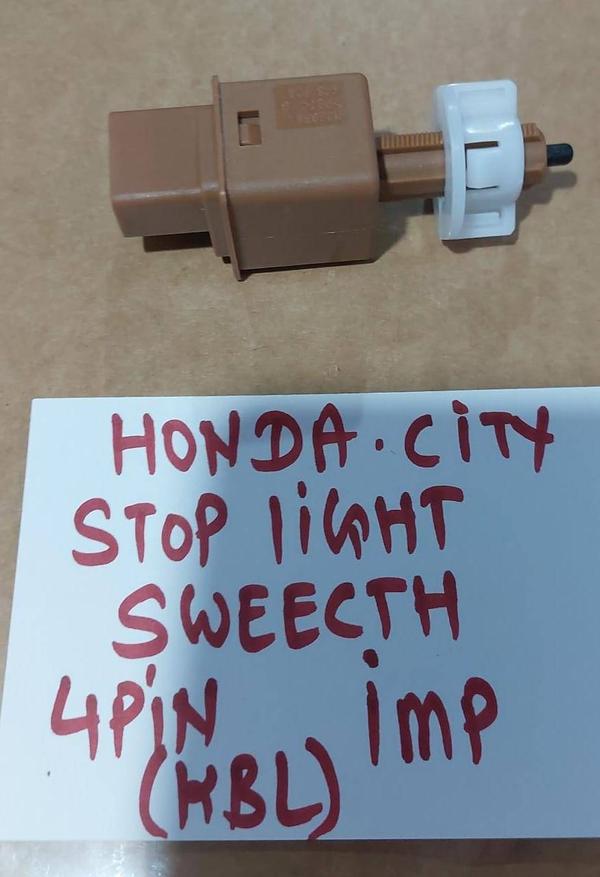 HONDA.CiTY
STOP liGHT
SWEECTH
4PiN imp
(KBL)